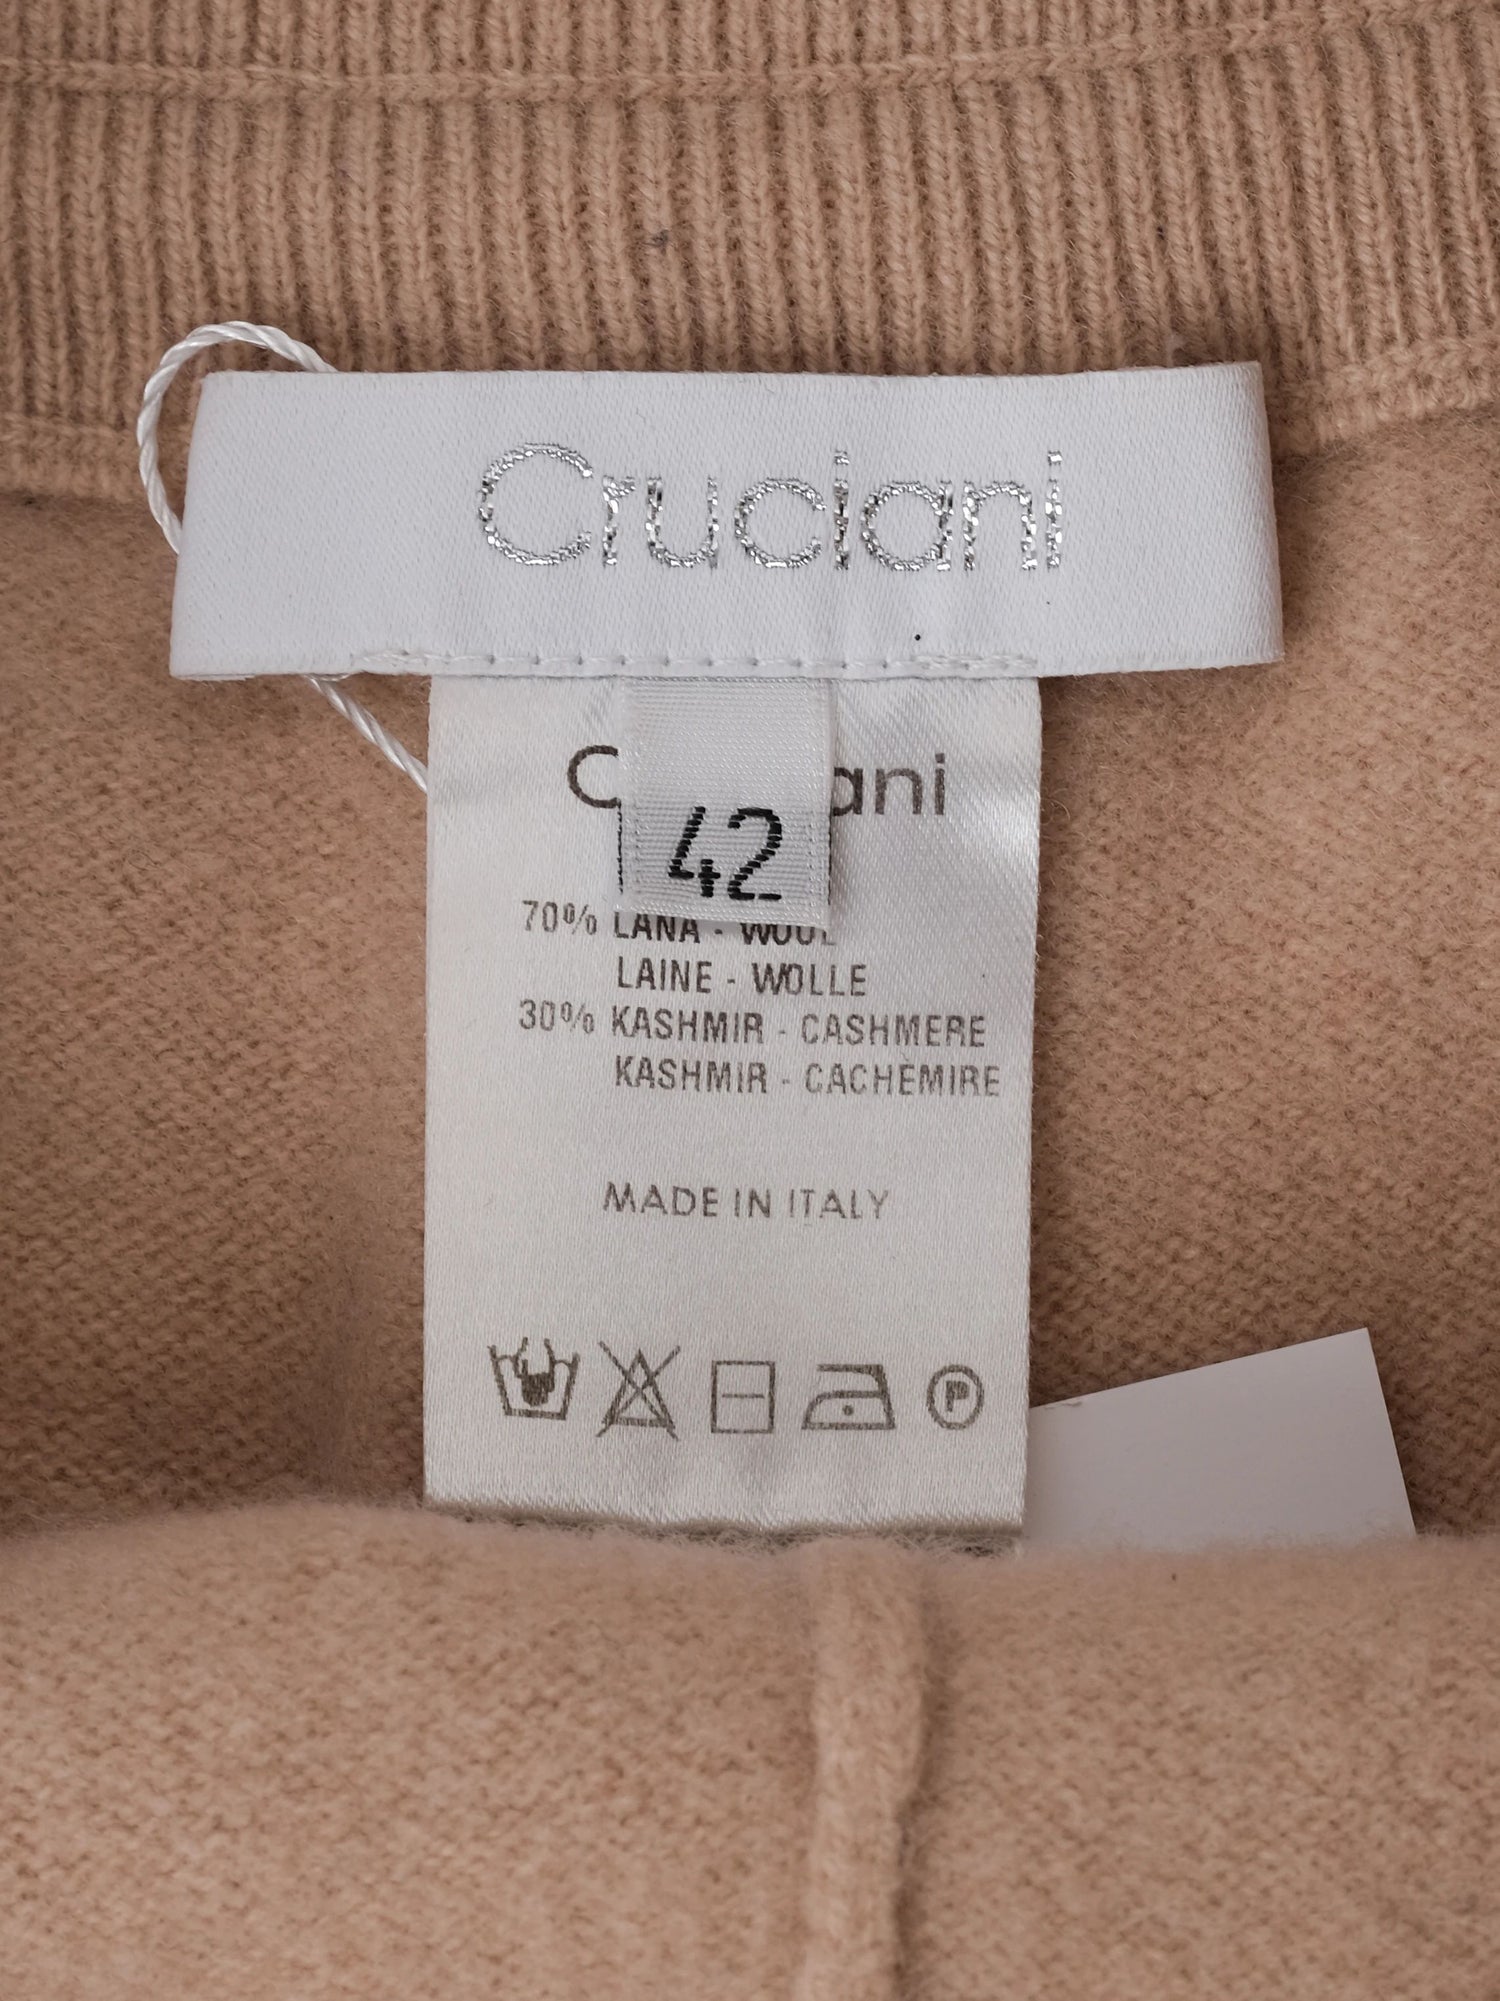 Cruciani
42
70% LANA - WOOL
LAINE - WOLLE
30% KASHMIR - CASHMERE
KASHMIR - CACHEMIRE
MADE IN ITALY
P